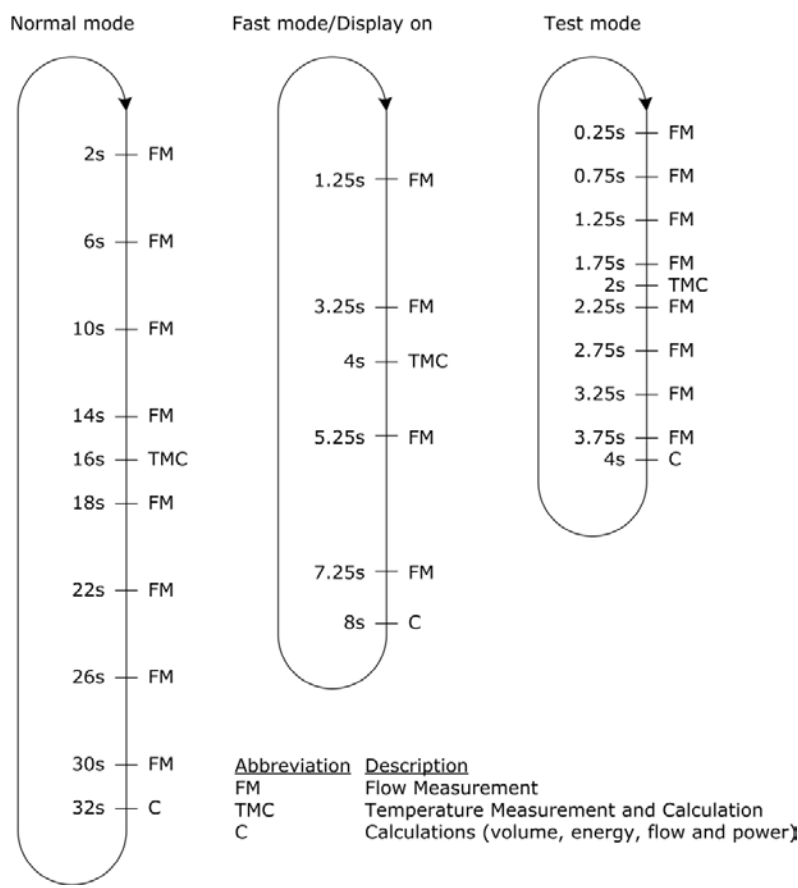 Normal mode
2s FM
6s FM
10s FM
14s FM
16s TMC
18s FM
22s FM
26s FM
30s FM
32s C
Fast mode/Display on
1.25s FM
3.25s FM
4s TMC
5.25s FM
7.25s FM
8s C
Test mode
0.25s FM
0.75s FM
1.25s FM
1.75s FM
2s TMC
2.25s FM
2.75s FM
3.25s FM
3.75s FM
4s C
Abbreviation Description
FM Flow Measurement
TMC Temperature Measurement and Calculation
C Calculations (volume, energy, flow and power)